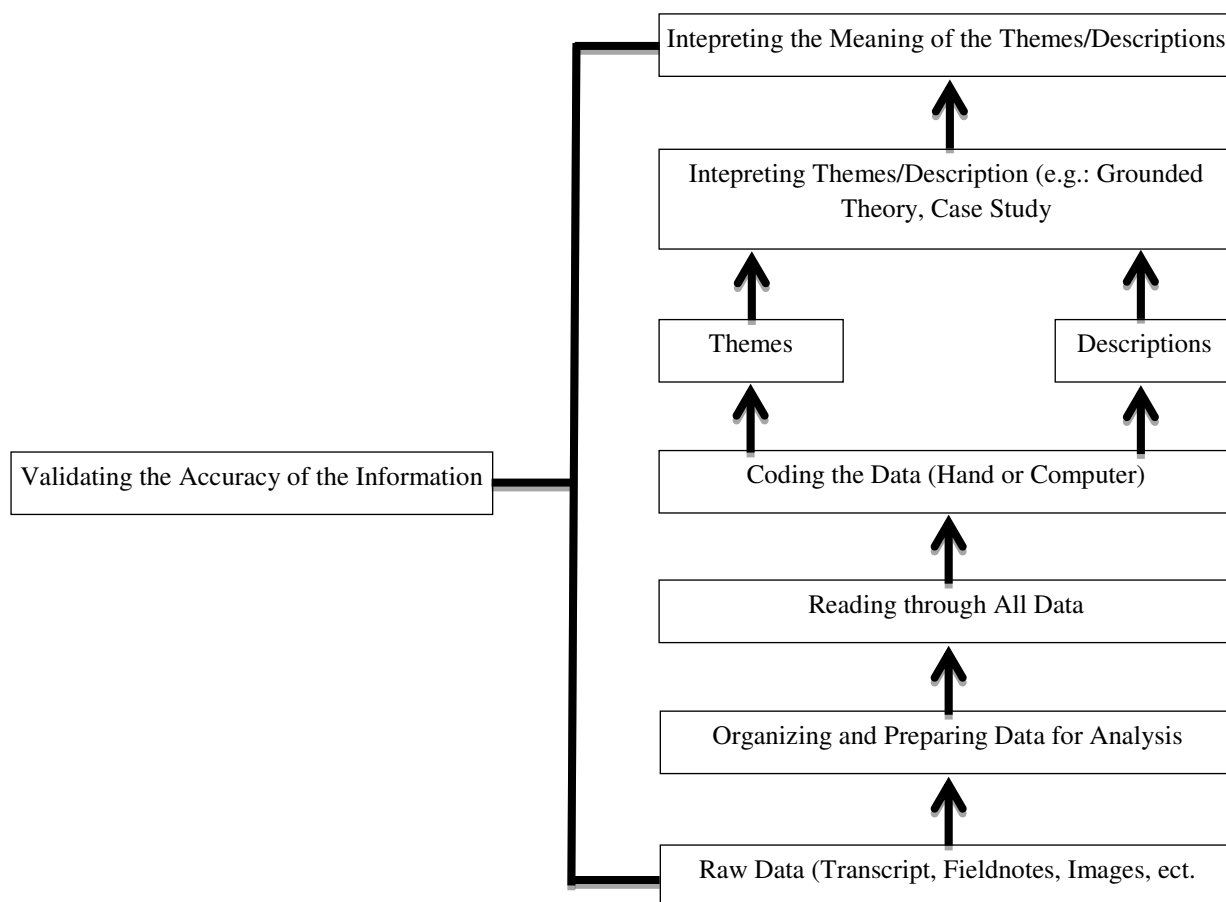 Intepreting the Meaning of the Themes/Descriptions
Intepreting Themes/Description (e.g.: Grounded
Theory, Case Study
Themes
Descriptions
Validating the Accuracy of the Information
Coding the Data (Hand or Computer)
Reading through All Data
Organizing and Preparing Data for Analysis
Raw Data (Transcript, Fieldnotes, Images, ect.